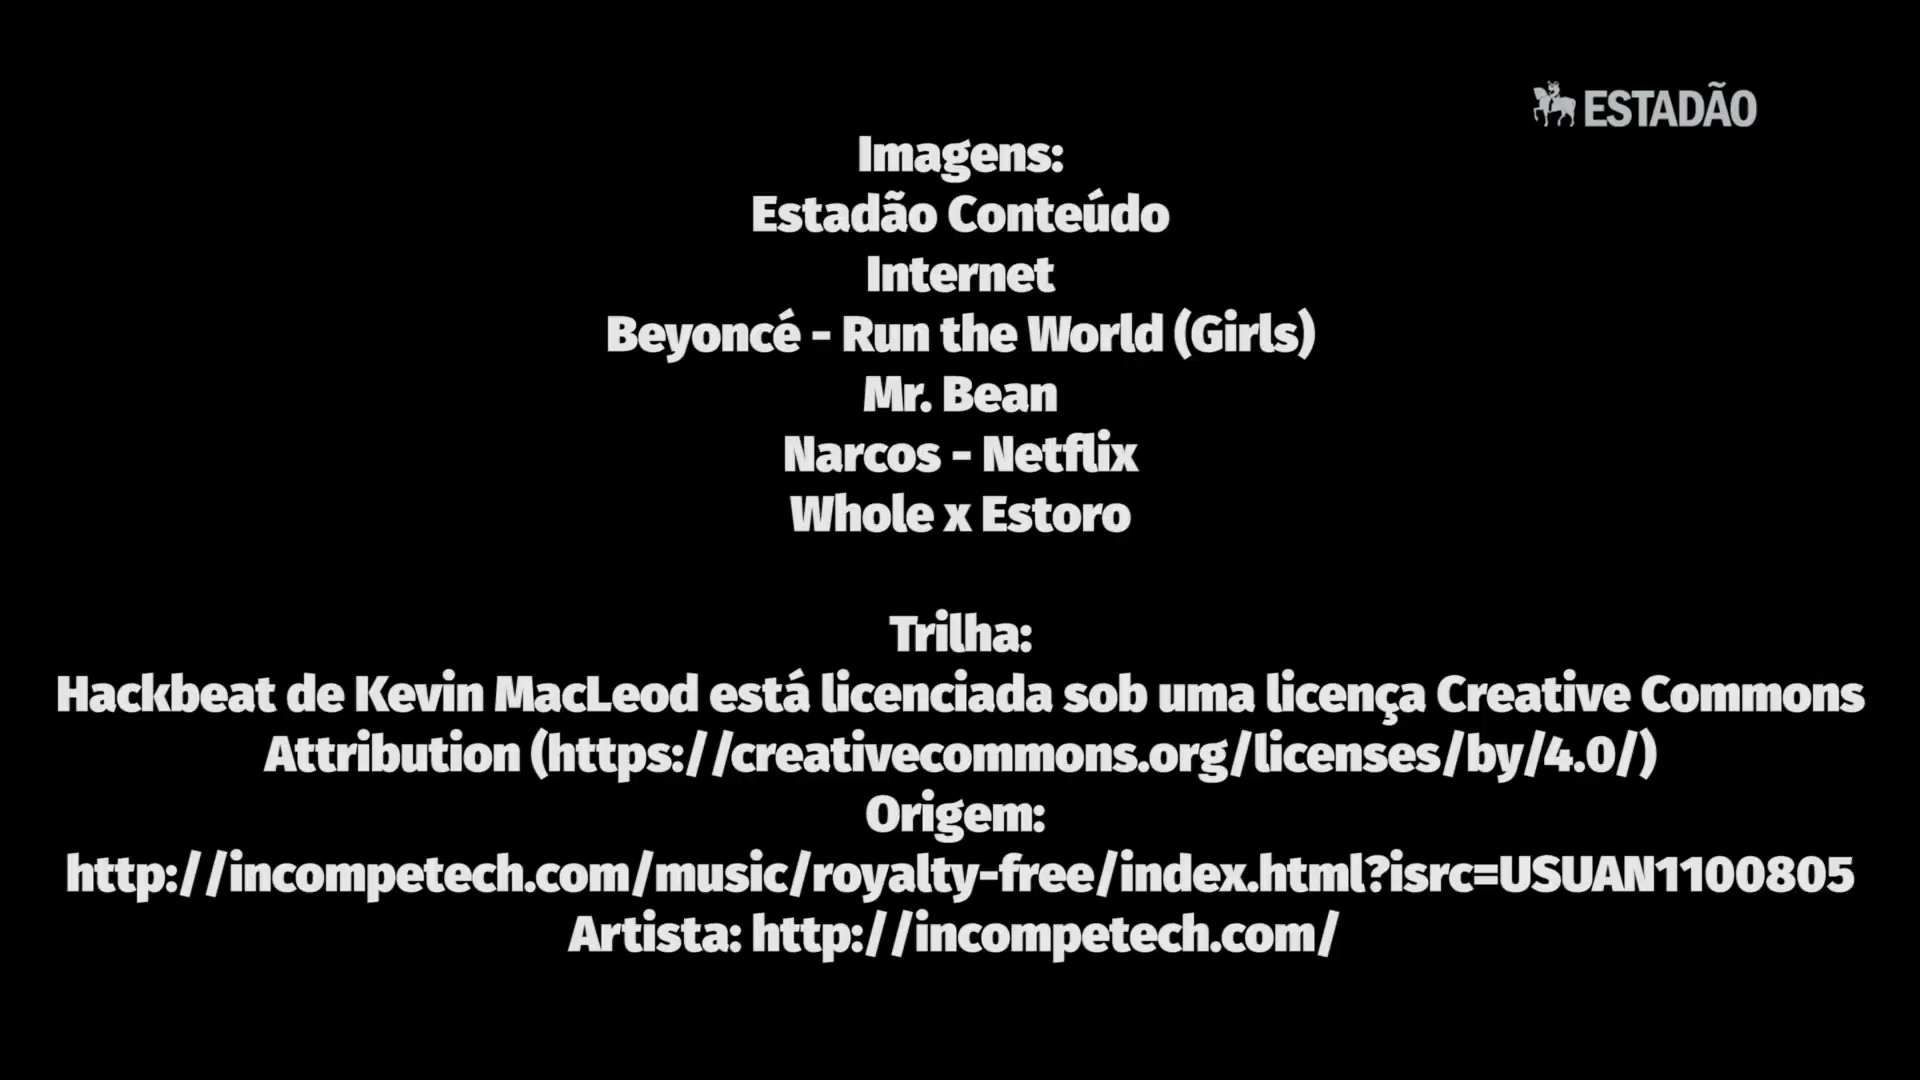 ESTADÃO
Imagens:
Estadão Conteúdo
Internet
Beyoncé - Run the World (Girls)
Mr. Bean
Narcos - Netflix
Whole x Estoro
Trilha:
Hackbeat de Kevin MacLeod está licenciada sob uma licença Creative Commons
Attribution (https://creativecommons.org/licenses/by/4.0/)
Origem:
http://incompetech.com/music/royalty-free/index.html?isrc=USUAN1100805
Artista: http://incompetech.com/